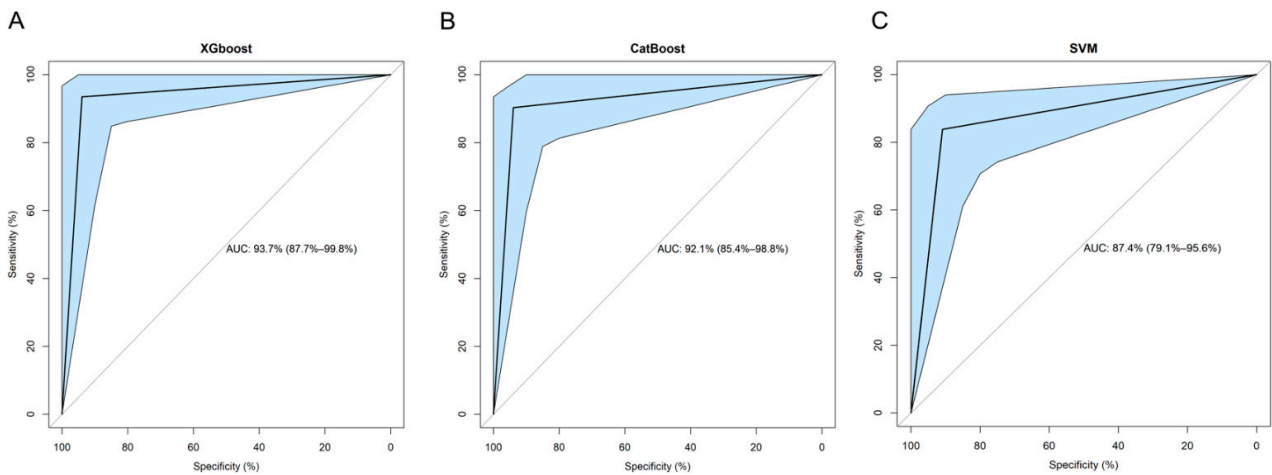 A
XGboost
Sensitivity (%)
100
80
60
40
20
0
AUC: 93.7% (87.7%–99.8%)
100
80
60
40
20
0
Specificity (%)
B
CatBoost
Sensitivity (%)
100
80
60
40
20
0
AUC: 92.1% (85.4%–98.8%)
100
80
60
40
20
0
Specificity (%)
C
SVM
Sensitivity (%)
100
80
60
40
20
0
AUC: 87.4% (79.1%–95.6%)
100
80
60
40
20
0
Specificity (%)